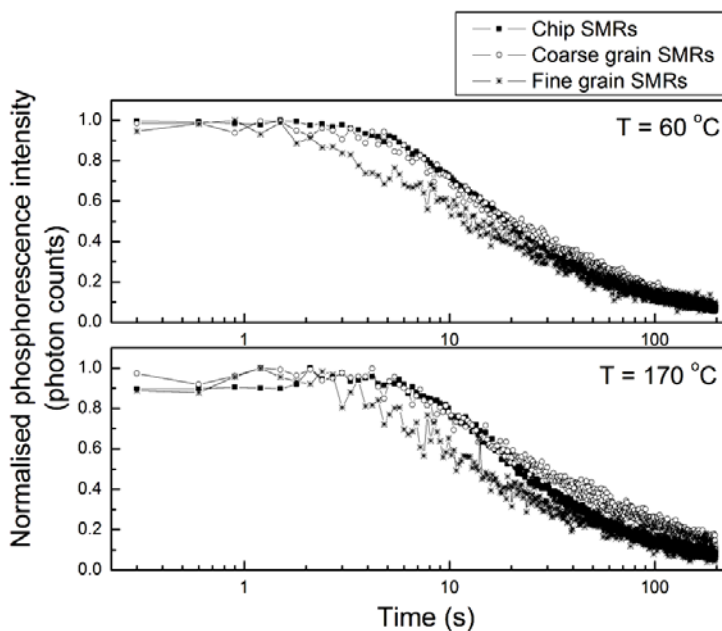 Chip SMRs
Coarse grain SMRs
Fine grain SMRs
Normalised phosphorescence intensity
(photon counts)
1.0
0.8
0.6
0.4
0.2
0.0
T = 60 °C
1
10
100
1.0
0.8
0.6
0.4
0.2
0.0
T = 170 °C
1
10
100
Time (s)